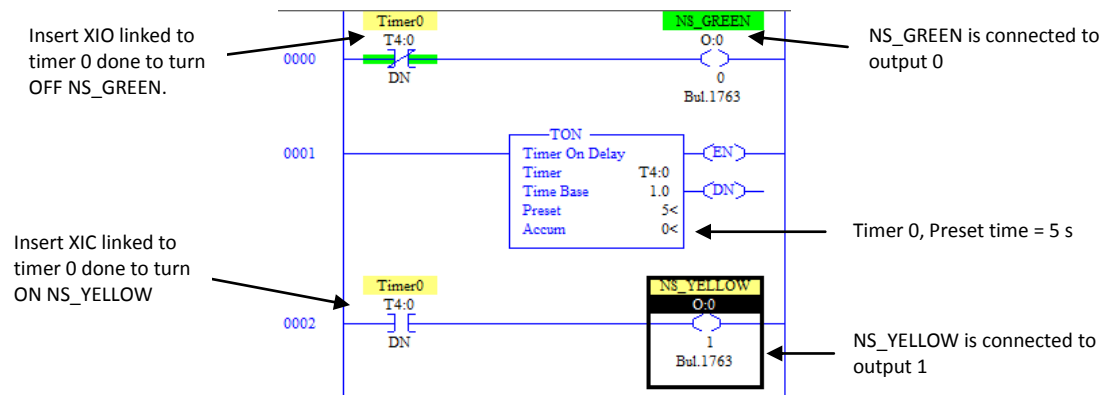 Insert XIO linked to
timer 0 done to turn
OFF NS_GREEN.
Timer0
T4:0
DN
0000
NS_GREEN
O:0
0
Bul.1763
NS_GREEN is connected to
output 0
0001
TON
Timer On Delay
Timer T4:0
Time Base 1.0
Preset 5<
Accum 0<
EN
DN
Timer 0, Preset time = 5 s
Insert XIC linked to
timer 0 done to turn
ON NS_YELLOW
Timer0
T4:0
DN
0002
NS_YELLOW
O:0
1
Bul.1763
NS_YELLOW is connected to
output 1